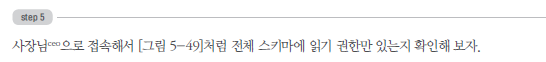 step 5
사장님ceo으로 접속해서 [그림 5-49]처럼 전체 스키마에 읽기 권한만 있는지 확인해 보자.